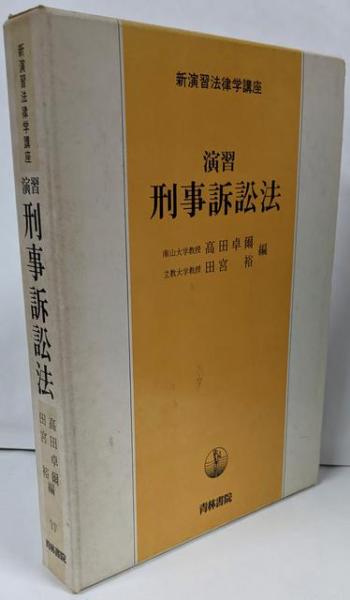 新演習法律学講座
演習
刑事訴訟法
南山大学教授 高田卓爾
立教大学教授 田宮 裕
編
青林書院
新演習法律学講座
演習
刑事訴訟法
高田卓爾
田宮 裕
編
17
青林書院